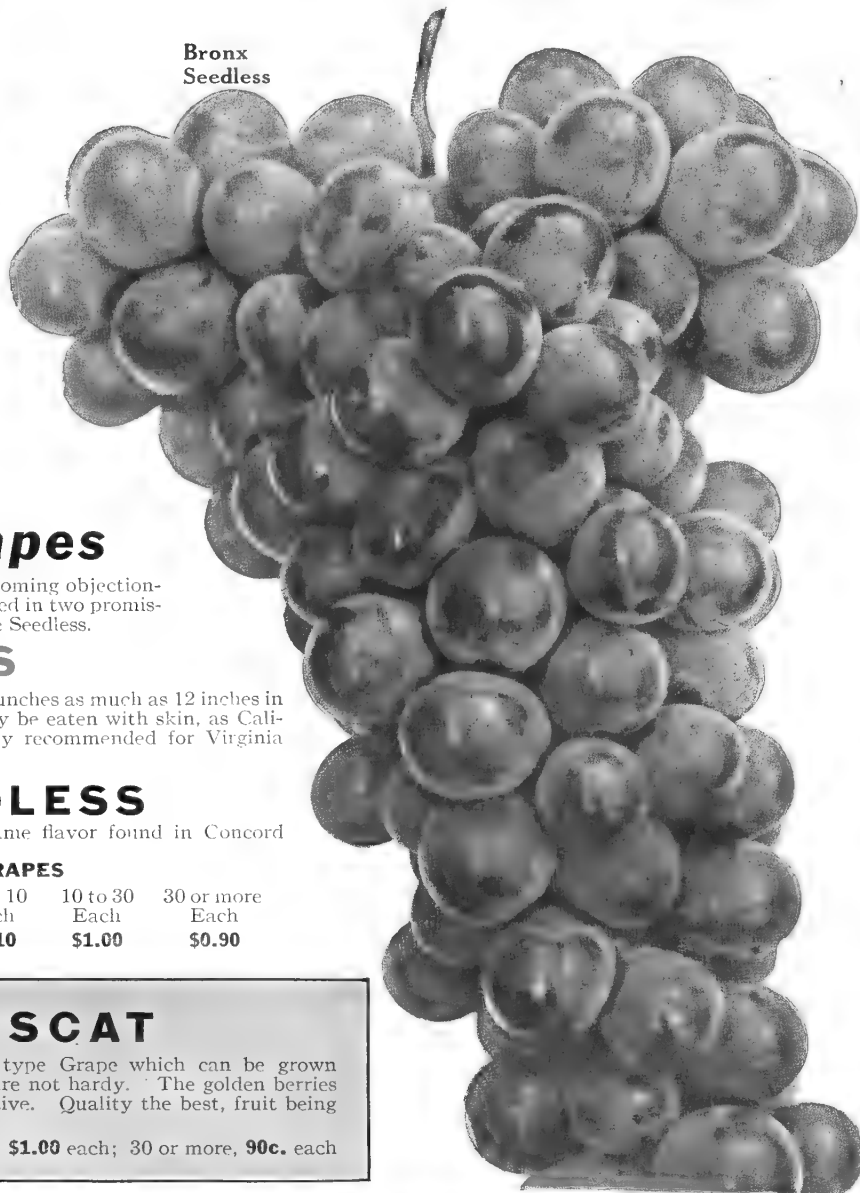 Bronx
Seedless
apes
oming objection-
ed in two promis-
Seedless.
S
unches as much as 12 inches in
y be eaten with skin, as Cali-
y recommended for Virginia
LESS
ame flavor found in Concord
RAPES
10 10 to 30 30 or more
ch Each Each
10 $1.00 $0.90
SCAT
type Grape which can be grown
re not hardy. The golden berries
ive. Quality the best, fruit being
$1.00 each; 30 or more, 90c. each